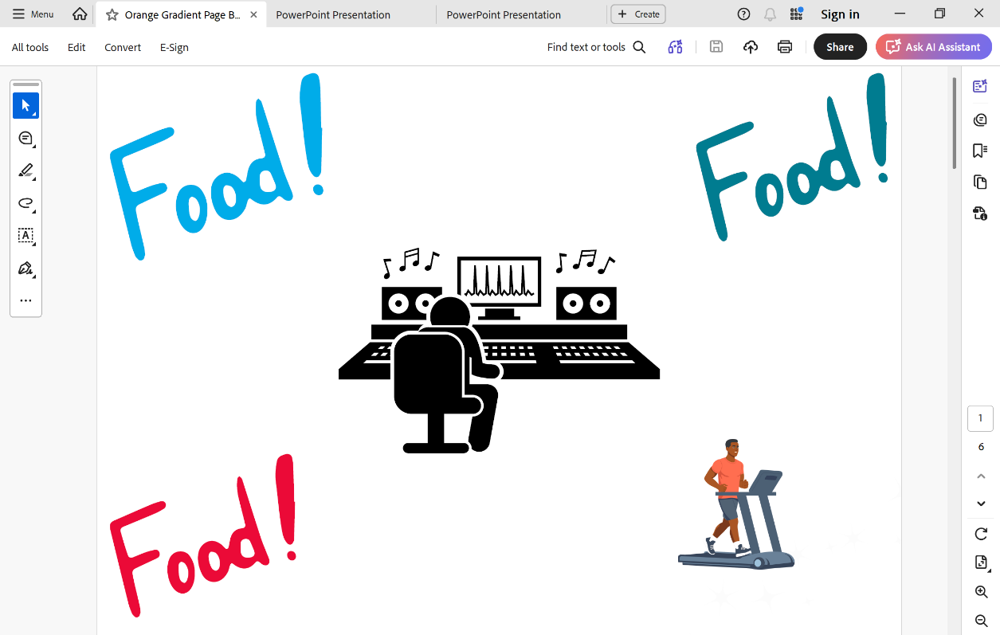 Menu
Orange Gradient Page B...
PowerPoint Presentation
PowerPoint Presentation
Create
Sign in
All tools
Edit
Convert
E-Sign
Find text or tools
Share
Ask AI Assistant
Food!
Food!
Food!
1
6